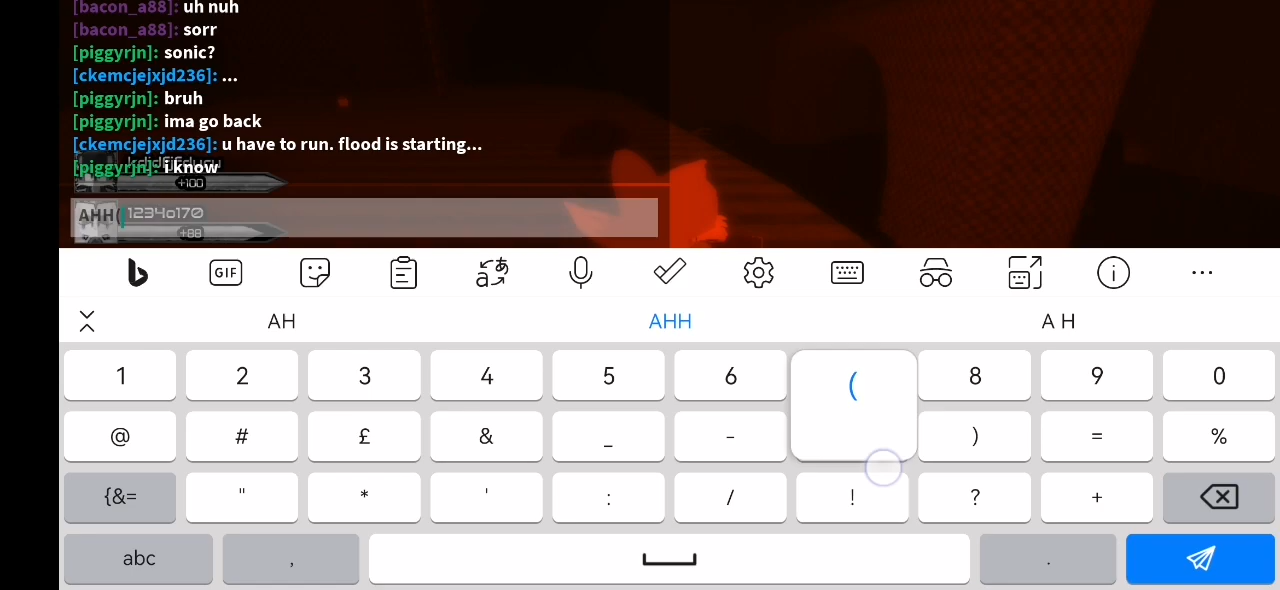 [bacon_a88]: uh nuh
[bacon_a88]: sorr
[piggyrjn]: sonic?
[ckemcjejxjd236]: ...
[piggyrjn]: bruh
[piggyrjn]: ima go back
[ckemcjejxjd236]: u have to run. flood is starting...
[piggyrjn]: i know
+100
AHH(
1234o170
+88
GIF
AH AHH A H
1 2 3 4 5 6 ( 8 9 0
@ # £ & _ - ) = %
{&= " * ' : / ! ? +
abc , .